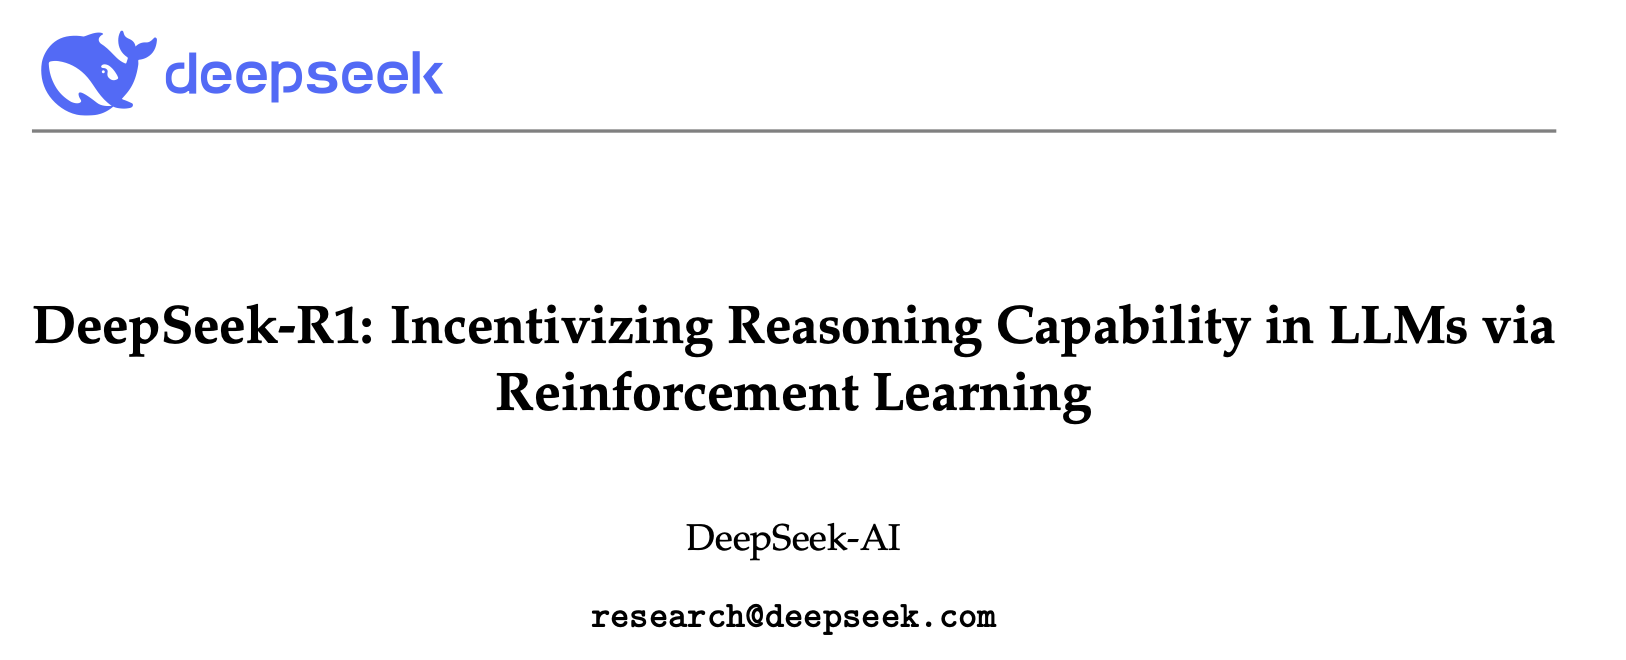 deepseek
DeepSeek-R1: Incentivizing Reasoning Capability in LLMs via
Reinforcement Learning
DeepSeek-AI
research@deepseek.com